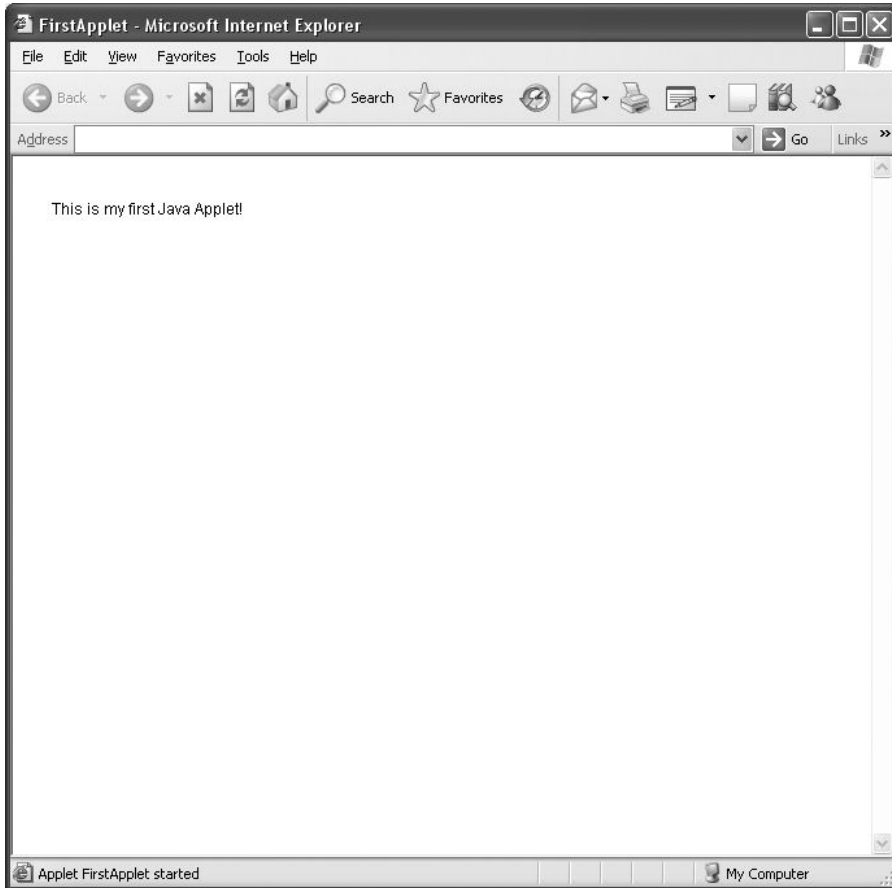 FirstApplet - Microsoft Internet Explorer
File Edit View Favorites Tools Help
Back Search Favorites
Address Go Links »
This is my first Java Applet!
Applet FirstApplet started My Computer